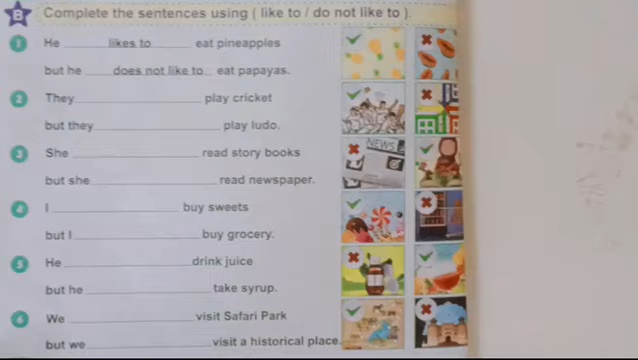 B Complete the sentences using ( like to / do not like to ).
1 He likes to eat pineapples
but he does not like to eat papayas.
2 They play cricket
but they play ludo.
3 She read story books
but she read newspaper.
4 I buy sweets
but I buy grocery.
5 He drink juice
but he take syrup.
6 We visit Safari Park
but we visit a historical place.
NEWS